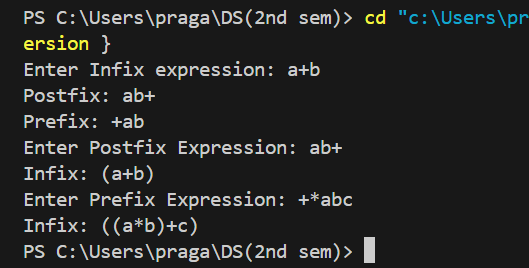 PS C:\Users\praga\DS(2nd sem)> cd "c:\Users\pr
ersion }
Enter Infix expression: a+b
Postfix: ab+
Prefix: +ab
Enter Postfix Expression: ab+
Infix: (a+b)
Enter Prefix Expression: +*abc
Infix: ((a*b)+c)
PS C:\Users\praga\DS(2nd sem)>